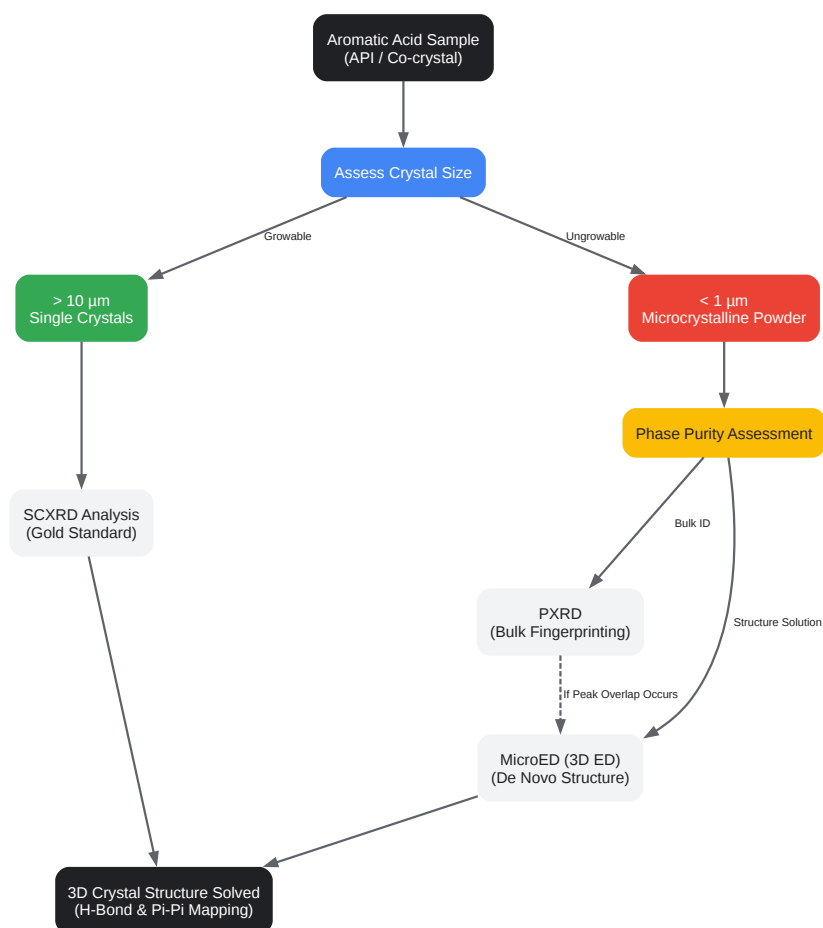 Aromatic Acid Sample
(API / Co-crystal)
Assess Crystal Size
Growable
Ungrowable
> 10 µm
Single Crystals
< 1 µm
Microcrystalline Powder
Phase Purity Assessment
SCXRD Analysis
(Gold Standard)
Bulk ID
PXRD
(Bulk Fingerprinting)
Structure Solution
If Peak Overlap Occurs
MicroED (3D ED)
(De Novo Structure)
3D Crystal Structure Solved
(H-Bond & Pi-Pi Mapping)